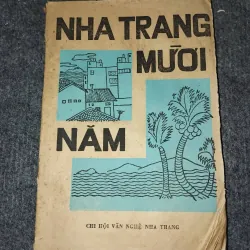 NHA TRANG
MƯỜI
NĂM
CHI HỘI VĂN NGHỆ NHA TRANG